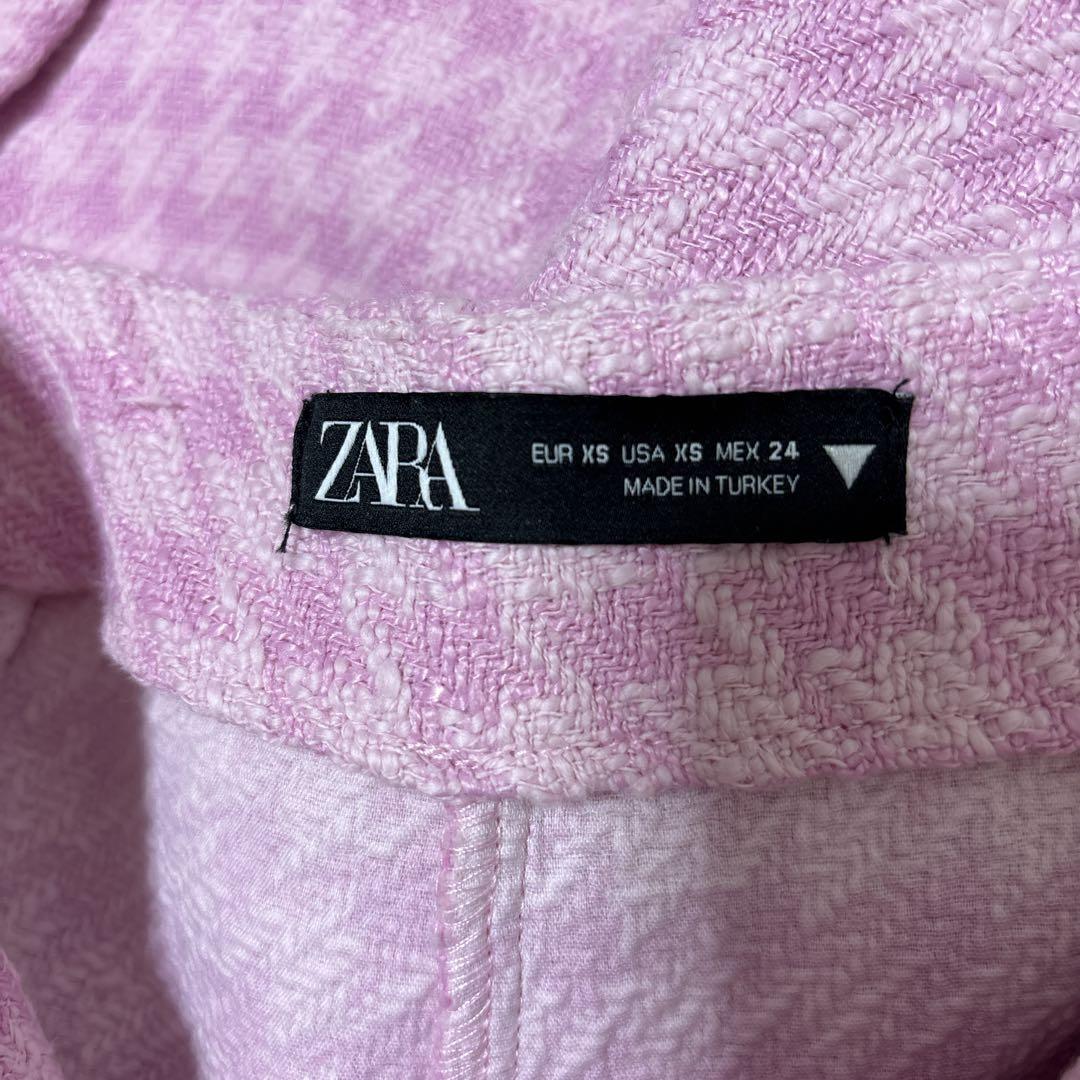 ZARA
EUR XS USA XS MEX 24
MADE IN TURKEY